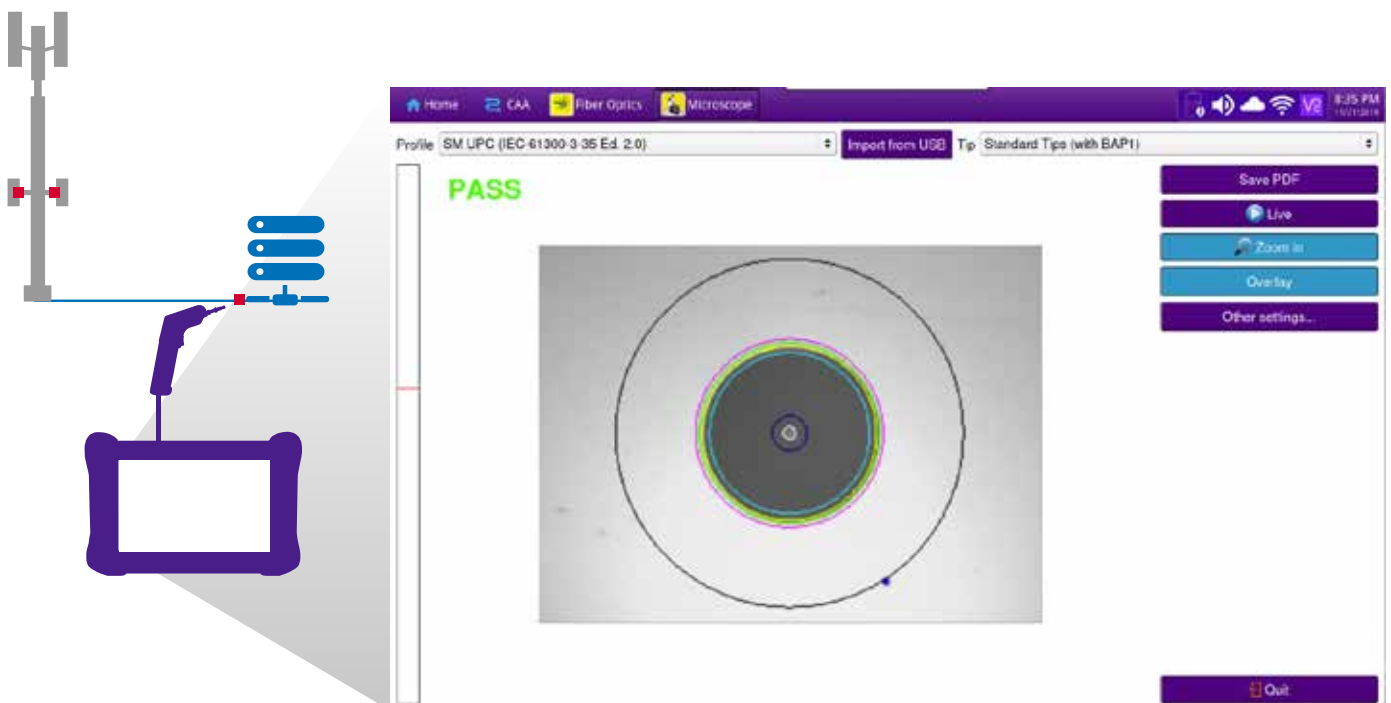 Home CAA Fiber Optics Microscope 8:35 PM
Profile SM UPC (IEC-61300-3-35 Ed. 2.0) Import from USB Tip Standard Tips (with BAP1)
PASS
Save PDF
Live
Zoom in
Overlay
Other settings...
Quit